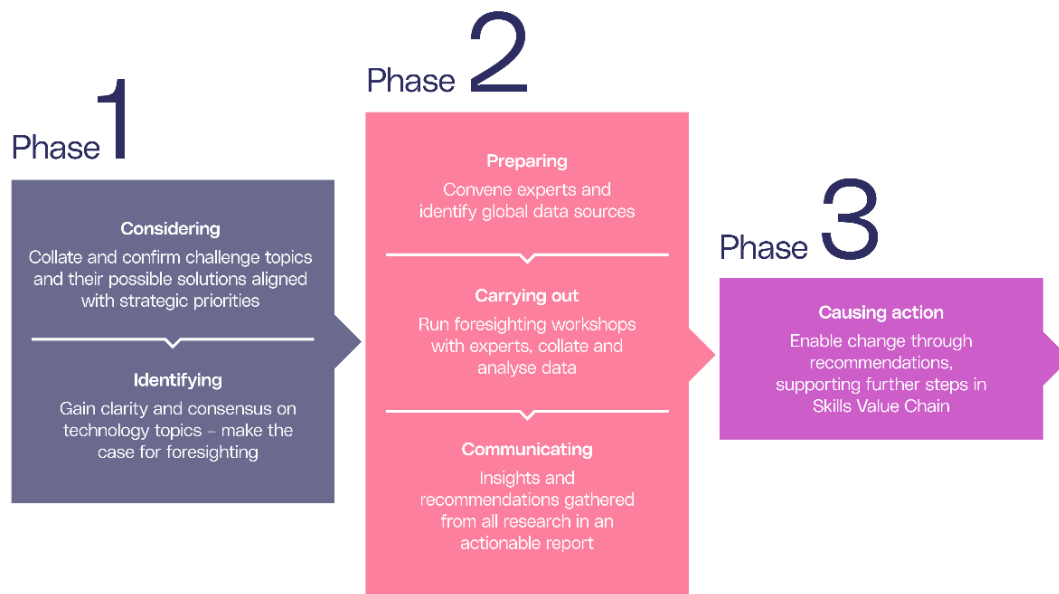 Phase 1
Considering
Collate and confirm challenge topics
and their possible solutions aligned
with strategic priorities
Identifying
Gain clarity and consensus on
technology topics – make the
case for foresighting
Phase 2
Preparing
Convene experts and
identify global data sources
Carrying out
Run foresighting workshops
with experts, collate and
analyse data
Communicating
Insights and
recommendations gathered
from all research in an
actionable report
Phase 3
Causing action
Enable change through
recommendations,
supporting further steps in
Skills Value Chain